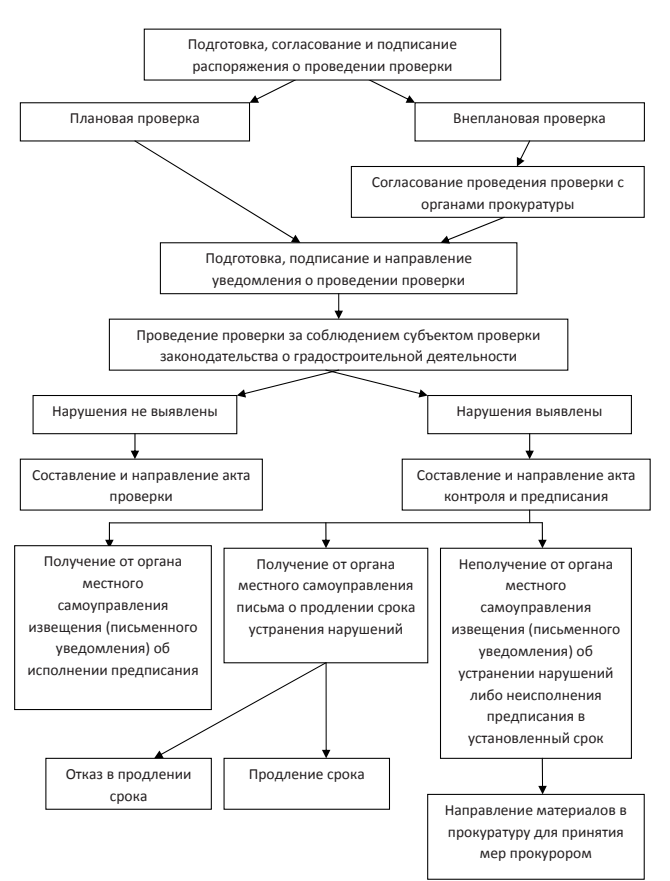 Подготовка, согласование и подписание
распоряжения о проведении проверки
Плановая проверка
Внеплановая проверка
Согласование проведения проверки с
органами прокуратуры
Подготовка, подписание и направление
уведомления о проведении проверки
Проведение проверки за соблюдением субъектом проверки
законодательства о градостроительной деятельности
Нарушения не выявлены
Нарушения выявлены
Составление и направление акта
проверки
Составление и направление акта
контроля и предписания
Получение от органа
местного
самоуправления
извещения (письменного
уведомления) об
исполнении предписания
Получение от органа
местного самоуправления
письма о продлении срока
устранения нарушений
Неполучение от органа
местного
самоуправления
извещения (письменного
уведомления) об
устранении нарушений
либо неисполнения
предписания в
установленный срок
Отказ в продлении
срока
Продление срока
Направление материалов в
прокуратуру для принятия
мер прокурором